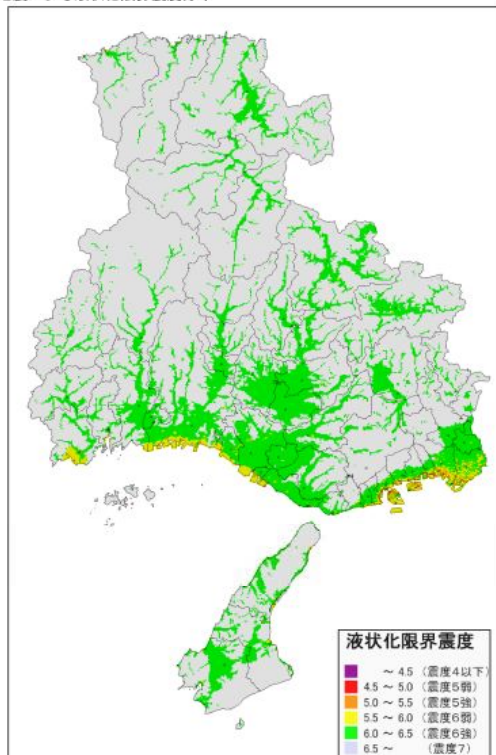 液状化限界震度
～ 4.5 (震度4以下)
4.5 ～ 5.0 (震度5弱)
5.0 ～ 5.5 (震度5強)
5.5 ～ 6.0 (震度6弱)
6.0 ～ 6.5 (震度6強)
6.5 ～ (震度7)